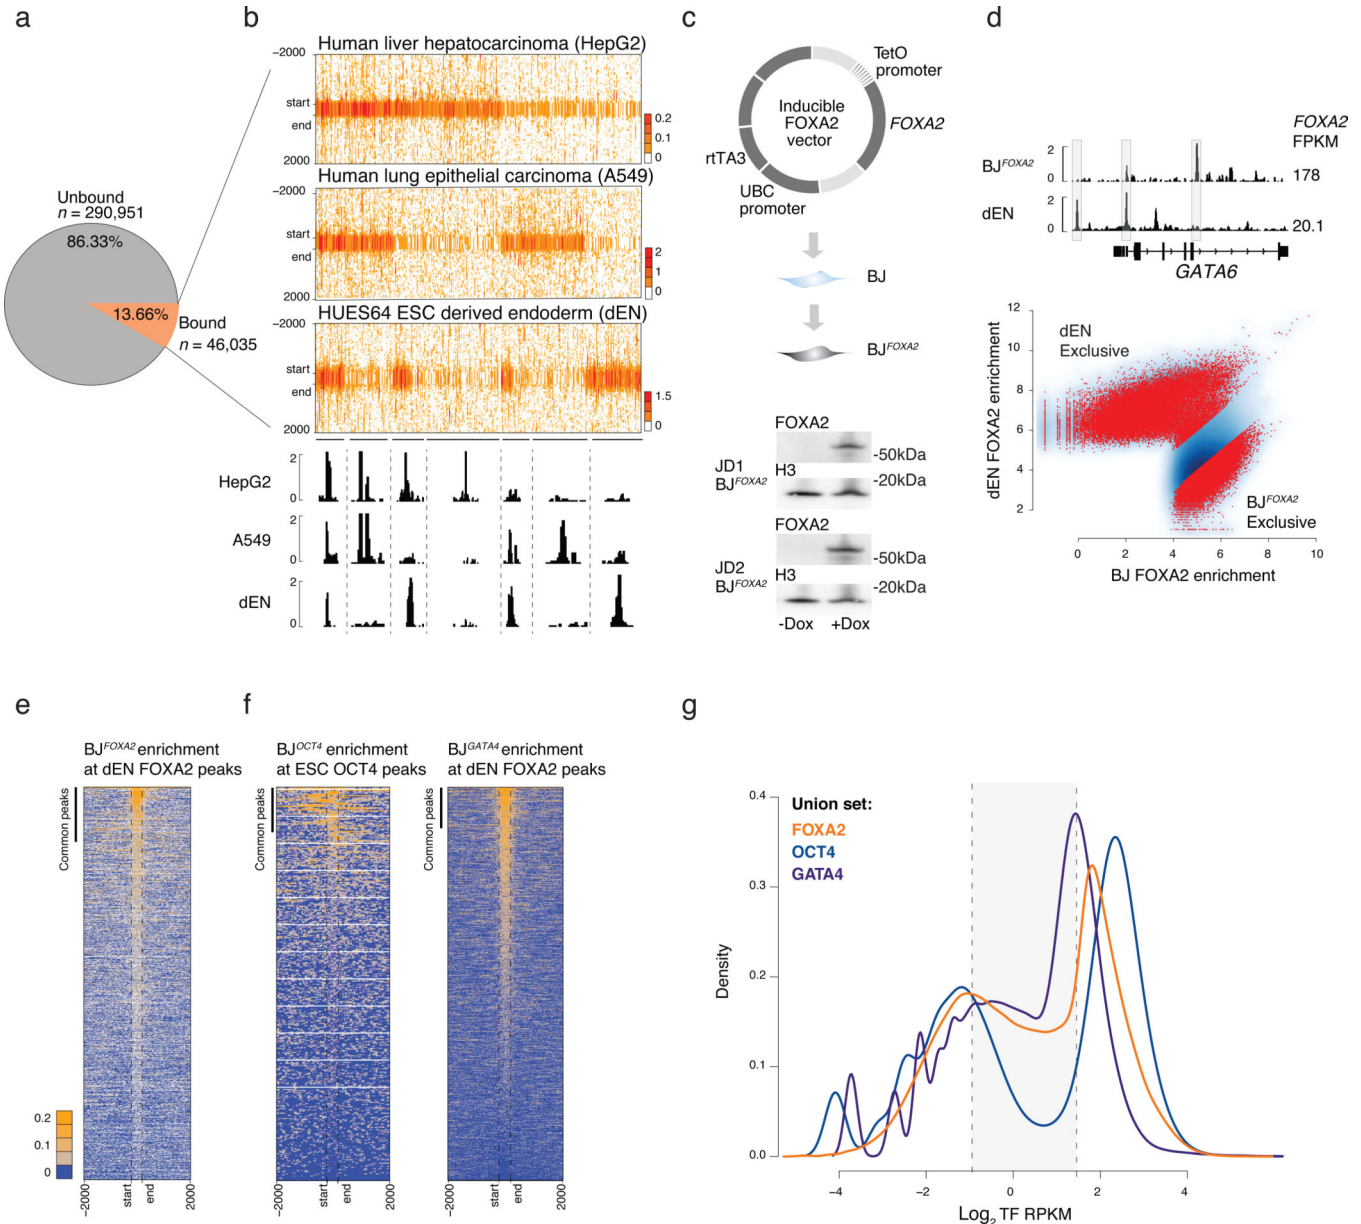 a
Unbound
n = 290,951
86.33%
13.66%
Bound
n = 46,035
b
Human liver hepatocarcinoma (HepG2)
−2000
start
end
2000
0.2
0.1
0
Human lung epithelial carcinoma (A549)
−2000
start
end
2000
2
1
0
HUES64 ESC derived endoderm (dEN)
−2000
start
end
2000
1.5
0
HepG2
2
0
A549
2
0
dEN
2
0
c
TetO
promoter
Inducible
FOXA2
vector
FOXA2
rtTA3
UBC
promoter
BJ
BJFOXA2
FOXA2
-50kDa
JD1
BJFOXA2
H3
-20kDa
FOXA2
-50kDa
JD2
BJFOXA2
H3
-20kDa
-Dox
+Dox
d
FOXA2
FPKM
BJFOXA2
2
0
178
dEN
2
0
20.1
GATA6
dEN FOXA2 enrichment
12
10
8
6
4
2
dEN
Exclusive
BJFOXA2
Exclusive
0 2 4 6 8 10
BJ FOXA2 enrichment
e
BJFOXA2 enrichment
at dEN FOXA2 peaks
Common peaks
0.2
0.1
0
−2000
start
end
2000
f
BJOCT4 enrichment
at ESC OCT4 peaks
Common peaks
−2000
start
end
2000
BJGATA4 enrichment
at dEN FOXA2 peaks
Common peaks
−2000
start
end
2000
g
Union set:
FOXA2
OCT4
GATA4
Density
0.4
0.3
0.2
0.1
0.0
−4 −2 0 2 4
Log2 TF RPKM